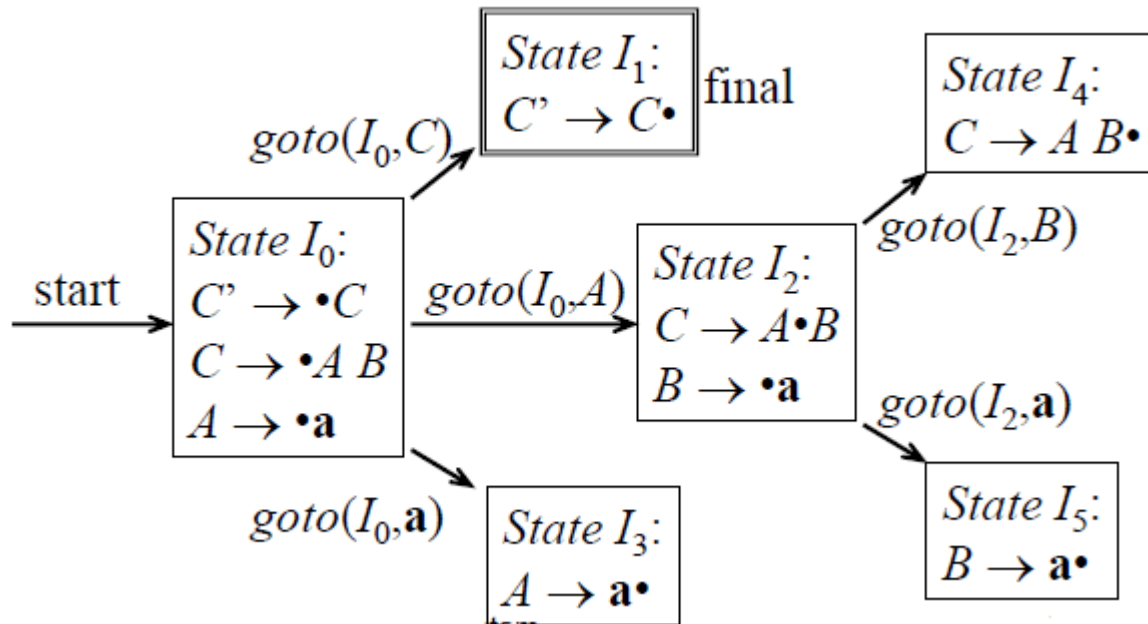 start
State I₀:
C’ → •C
C → •A B
A → •a
goto(I₀,C)
State I₁:
C’ → C•
final
goto(I₀,A)
State I₂:
C → A•B
B → •a
goto(I₀,a)
State I₃:
A → a•
goto(I₂,B)
State I₄:
C → A B•
goto(I₂,a)
State I₅:
B → a•